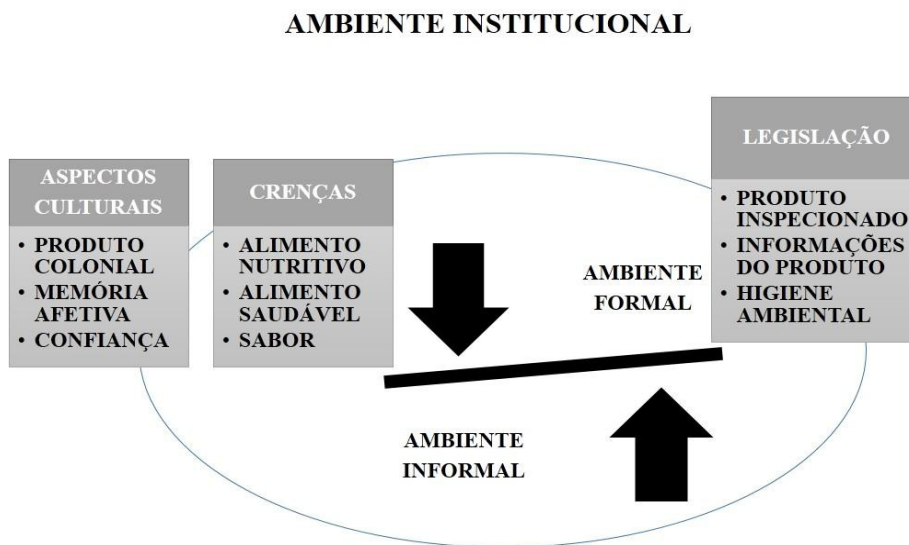 AMBIENTE INSTITUCIONAL
ASPECTOS
CULTURAIS
• PRODUTO
COLONIAL
• MEMÓRIA
AFETIVA
• CONFIANÇA
CRENÇAS
• ALIMENTO
NUTRITIVO
• ALIMENTO
SAUDÁVEL
• SABOR
LEGISLAÇÃO
• PRODUTO
INSPECIONADO
• INFORMAÇÕES
DO PRODUTO
• HIGIENE
AMBIENTAL
AMBIENTE
FORMAL
AMBIENTE
INFORMAL